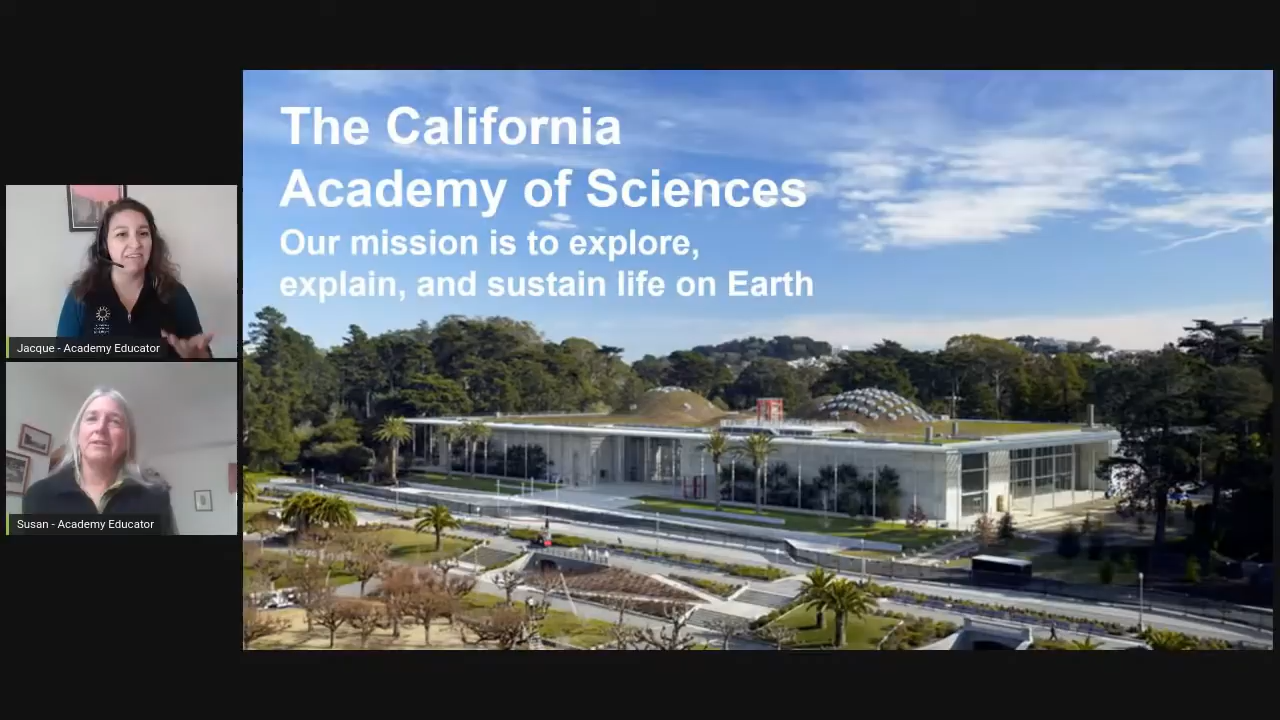 The California
Academy of Sciences
Our mission is to explore,
explain, and sustain life on Earth
Jacque - Academy Educator
Susan - Academy Educator